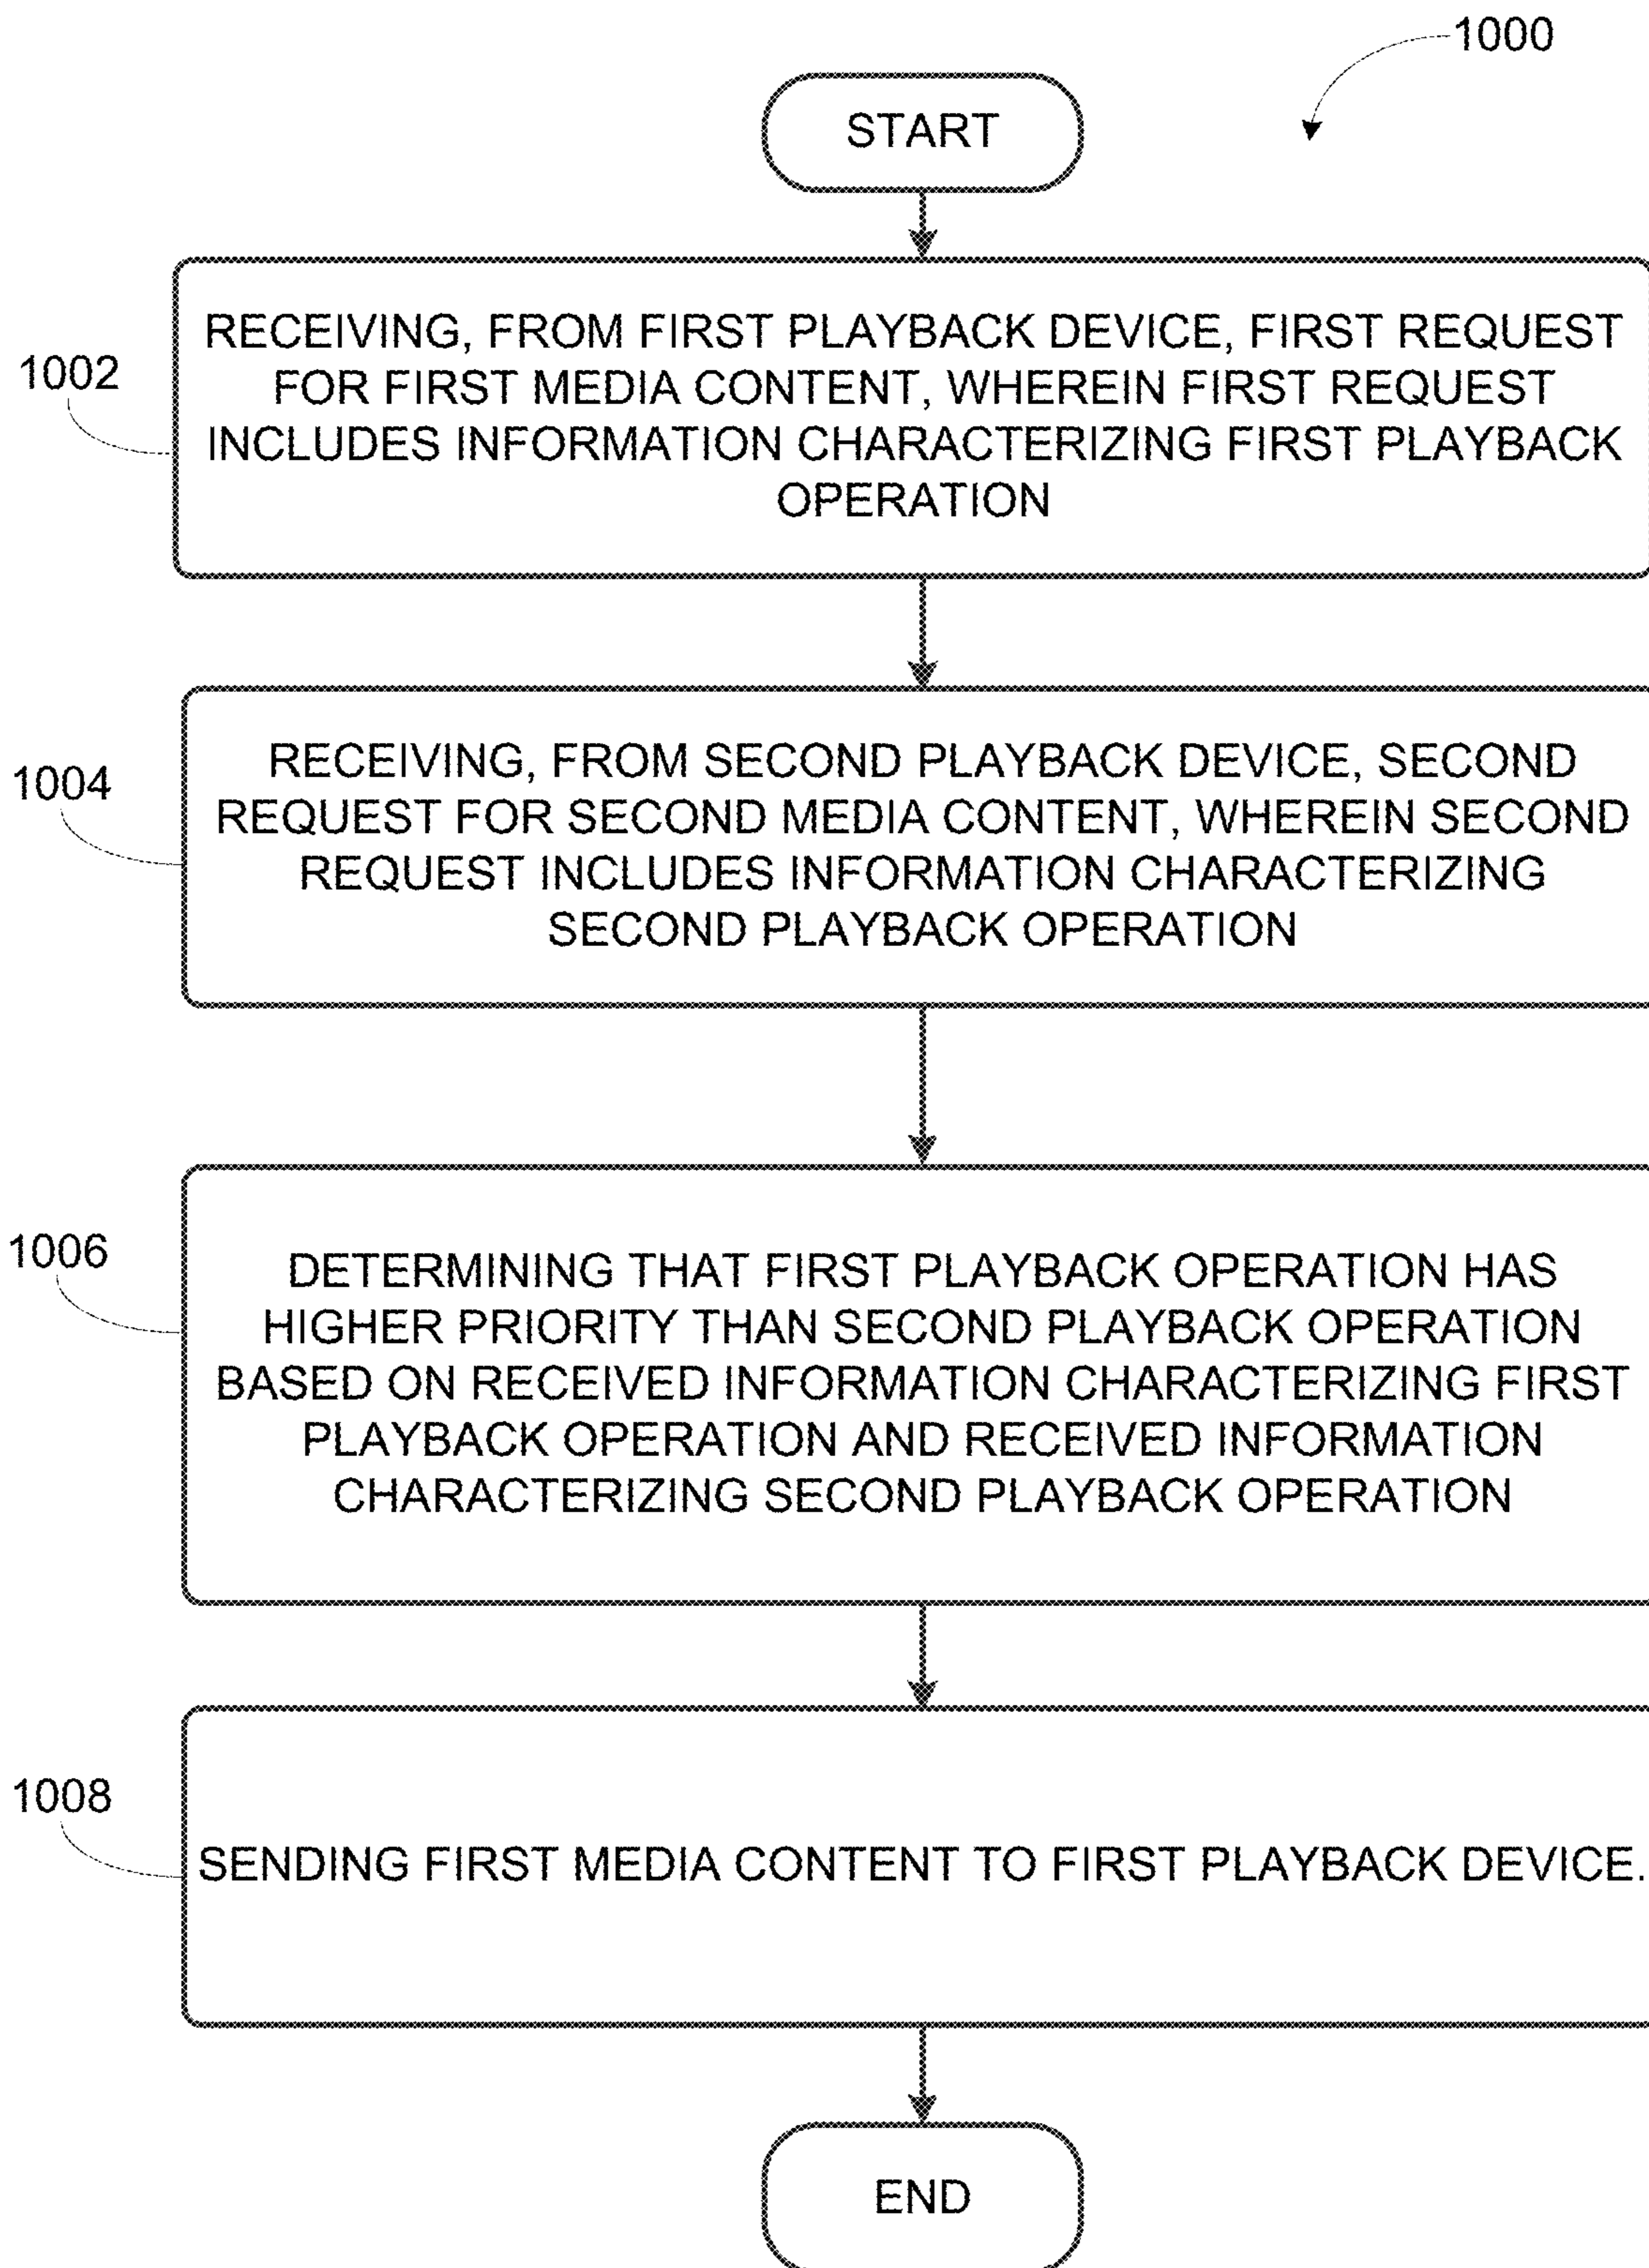 1000
START
1002
RECEIVING, FROM FIRST PLAYBACK DEVICE, FIRST REQUEST
FOR FIRST MEDIA CONTENT, WHEREIN FIRST REQUEST
INCLUDES INFORMATION CHARACTERIZING FIRST PLAYBACK
OPERATION
1004
RECEIVING, FROM SECOND PLAYBACK DEVICE, SECOND
REQUEST FOR SECOND MEDIA CONTENT, WHEREIN SECOND
REQUEST INCLUDES INFORMATION CHARACTERIZING
SECOND PLAYBACK OPERATION
1006
DETERMINING THAT FIRST PLAYBACK OPERATION HAS
HIGHER PRIORITY THAN SECOND PLAYBACK OPERATION
BASED ON RECEIVED INFORMATION CHARACTERIZING FIRST
PLAYBACK OPERATION AND RECEIVED INFORMATION
CHARACTERIZING SECOND PLAYBACK OPERATION
1008
SENDING FIRST MEDIA CONTENT TO FIRST PLAYBACK DEVICE.
END